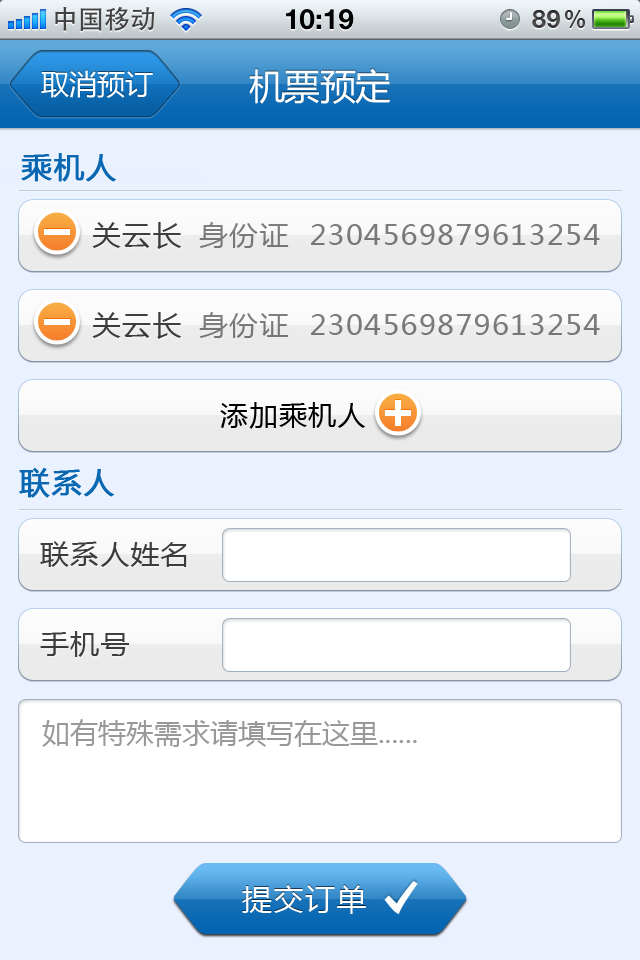 中国移动 10:19 89%
取消预订 机票预定
乘机人
关云长 身份证 2304569879613254
关云长 身份证 2304569879613254
添加乘机人
联系人
联系人姓名
手机号
如有特殊需求请填写在这里......
提交订单